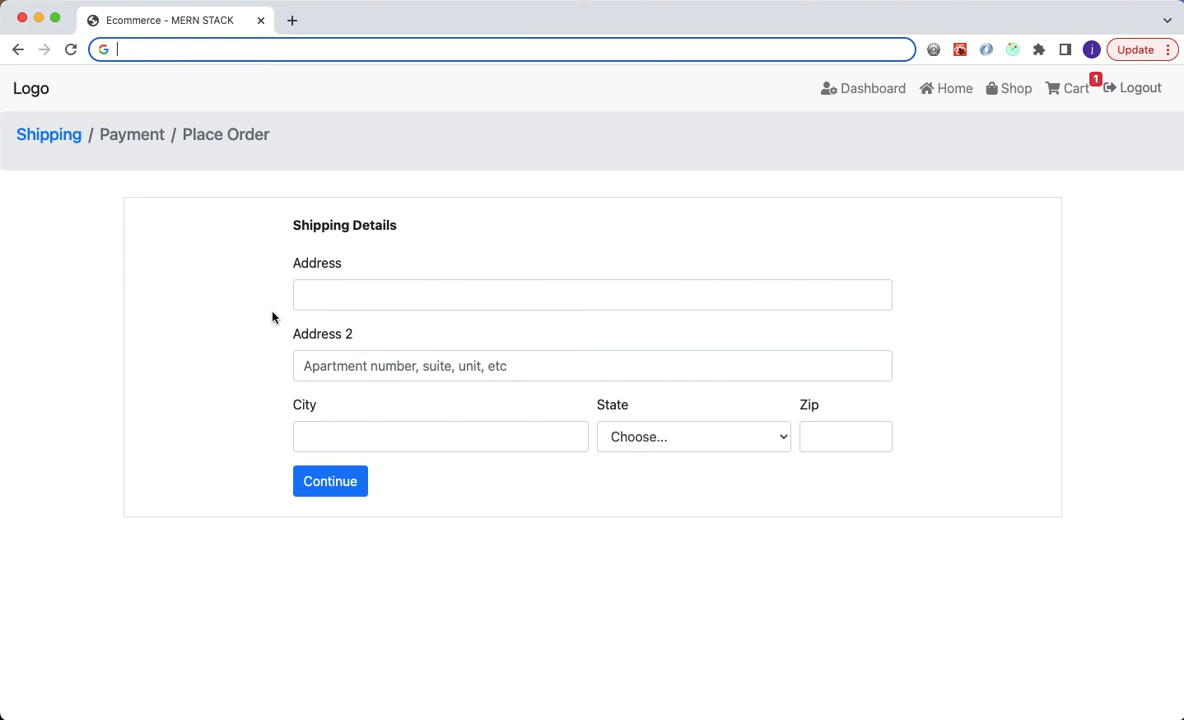 Ecommerce - MERN STACK
j
Update
Logo
Dashboard Home Shop Cart 1 Logout
Shipping / Payment / Place Order
Shipping Details
Address
Address 2
Apartment number, suite, unit, etc
City State Zip
Choose...
Continue